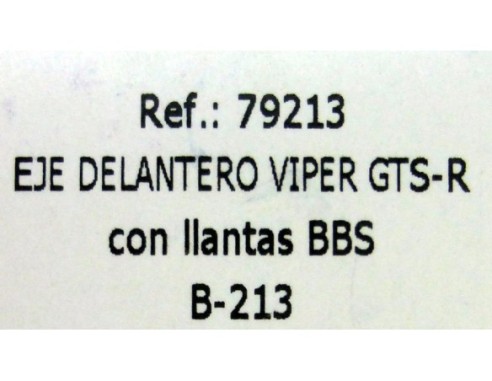 Ref.: 79213
EJE DELANTERO VIPER GTS-R
con llantas BBS
B-213